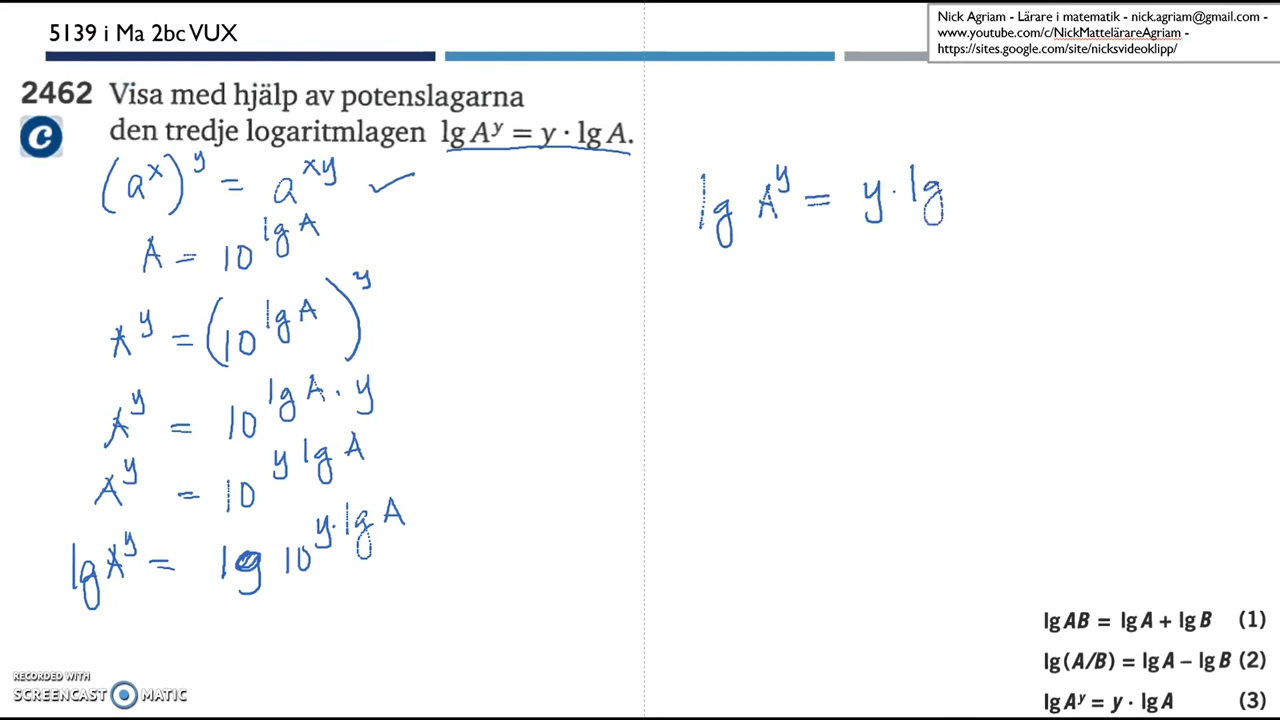 5139 i Ma 2bc VUX
Nick Agriam - Lärare i matematik - nick.agriam@gmail.com -
www.youtube.com/c/NickMattelärareAgriam -
https://sites.google.com/site/nicksvideoklipp/
2462 Visa med hjälp av potenslagarna
den tredje logaritmlagen lg A^y = y · lg A.
C
(a^x)^y = a^{xy} ✓
A = 10^{lg A}
A^y = (10^{lg A})^y
A^y = 10^{lg A · y}
A^y = 10^{y lg A}
lg A^y = lg 10^{y · lg A}
lg A^y = y · lg
lg AB = lg A + lg B (1)
lg (A/B) = lg A – lg B (2)
lg A^y = y · lg A (3)
RECORDED WITH
SCREENCAST MATIC